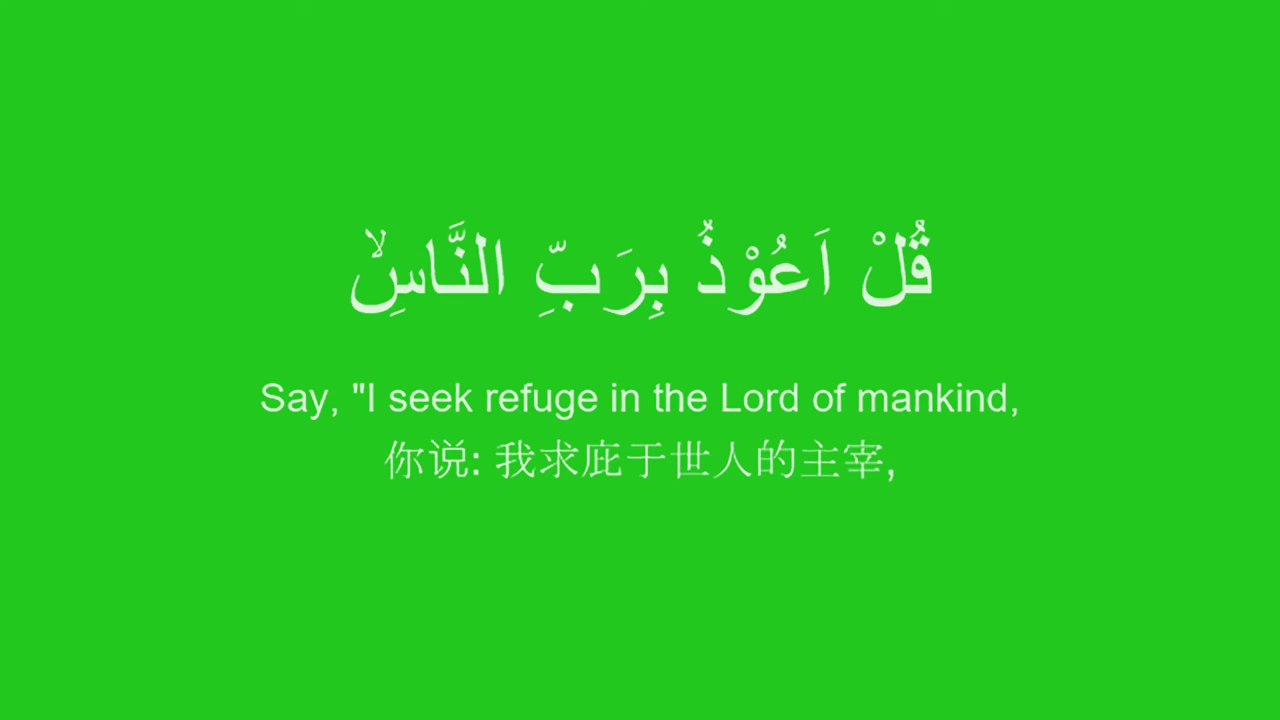 قُلْ اَعُوْذُ بِرَبِّ النَّاسِۙ
Say, "I seek refuge in the Lord of mankind,
你说: 我求庇于世人的主宰,